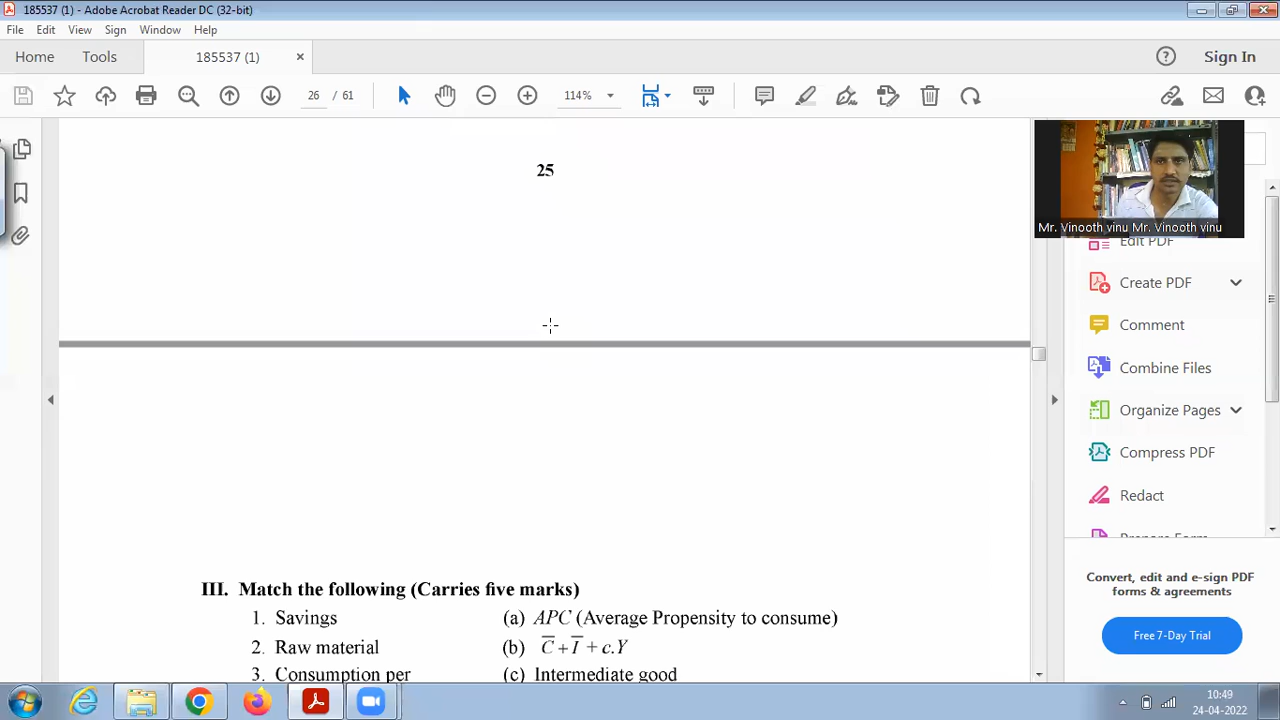 185537 (1) - Adobe Acrobat Reader DC (32-bit)
File Edit View Sign Window Help
Home Tools 185537 (1) × Sign In
26 / 61 114%
25
Mr. Vinooth vinu Mr. Vinooth vinu
Edit PDF
Create PDF
Comment
Combine Files
Organize Pages
Compress PDF
Redact
Prepare Form
Convert, edit and e-sign PDF
forms & agreements
Free 7-Day Trial
III. Match the following (Carries five marks)
1. Savings (a) APC (Average Propensity to consume)
2. Raw material (b) C̅ + I̅ + c.Y
3. Consumption per (c) Intermediate good
10:49
24-04-2022